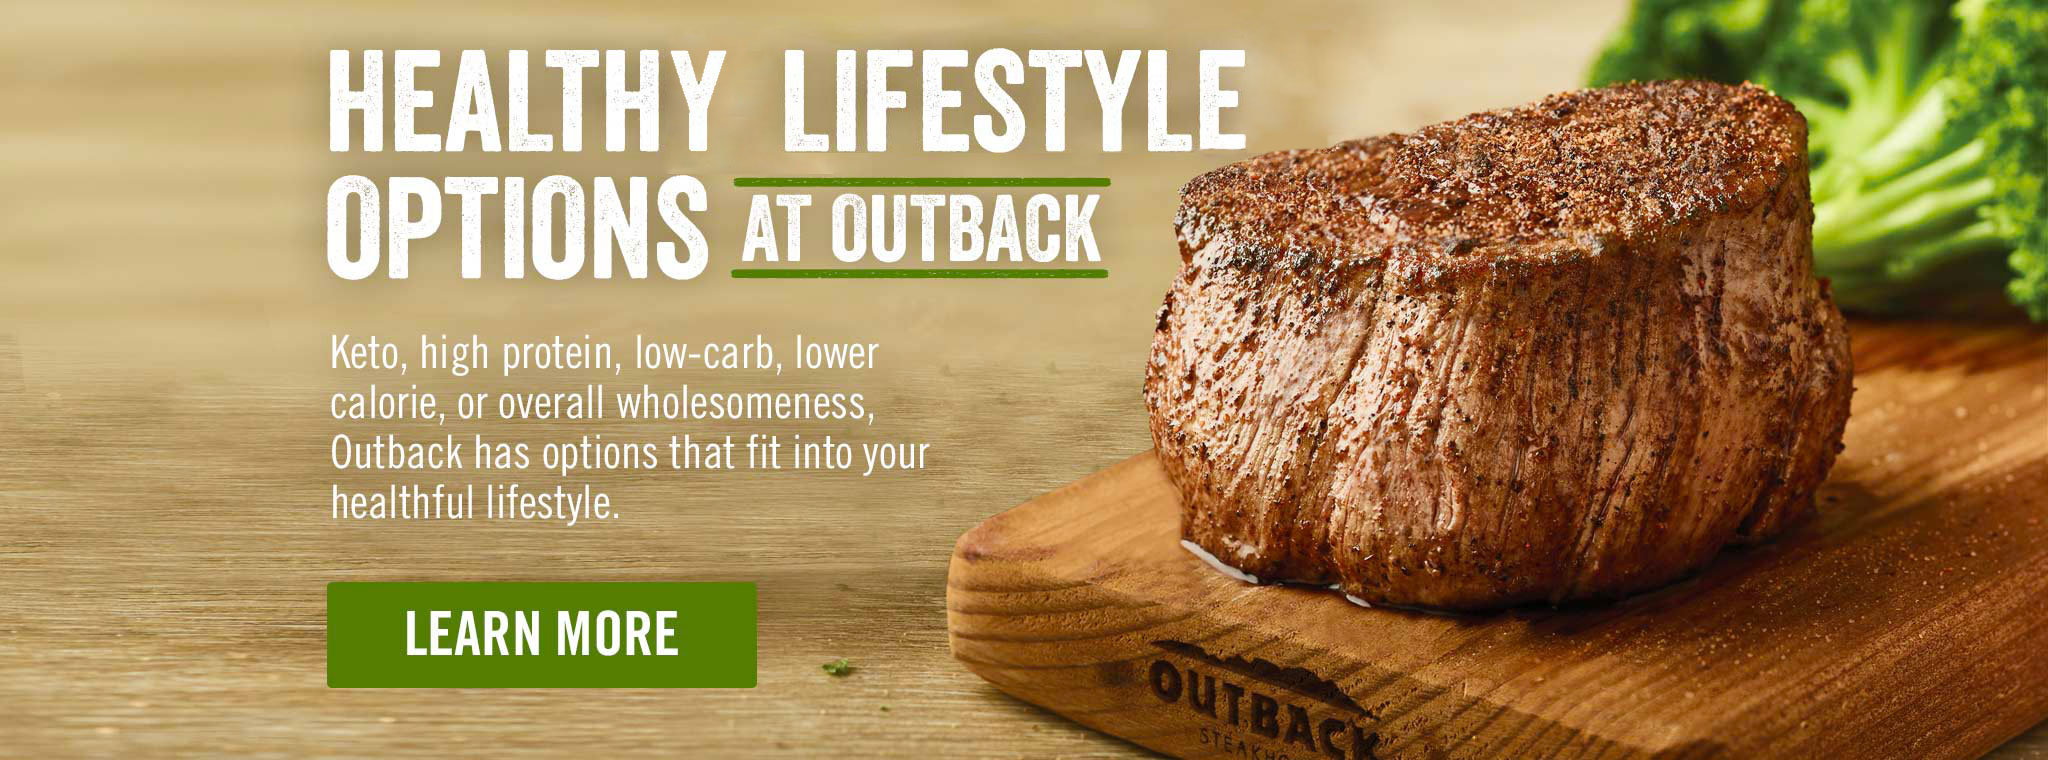 HEALTHY LIFESTYLE
OPTIONS AT OUTBACK
Keto, high protein, low-carb, lower
calorie, or overall wholesomeness,
Outback has options that fit into your
healthful lifestyle.
LEARN MORE
OUTBACK